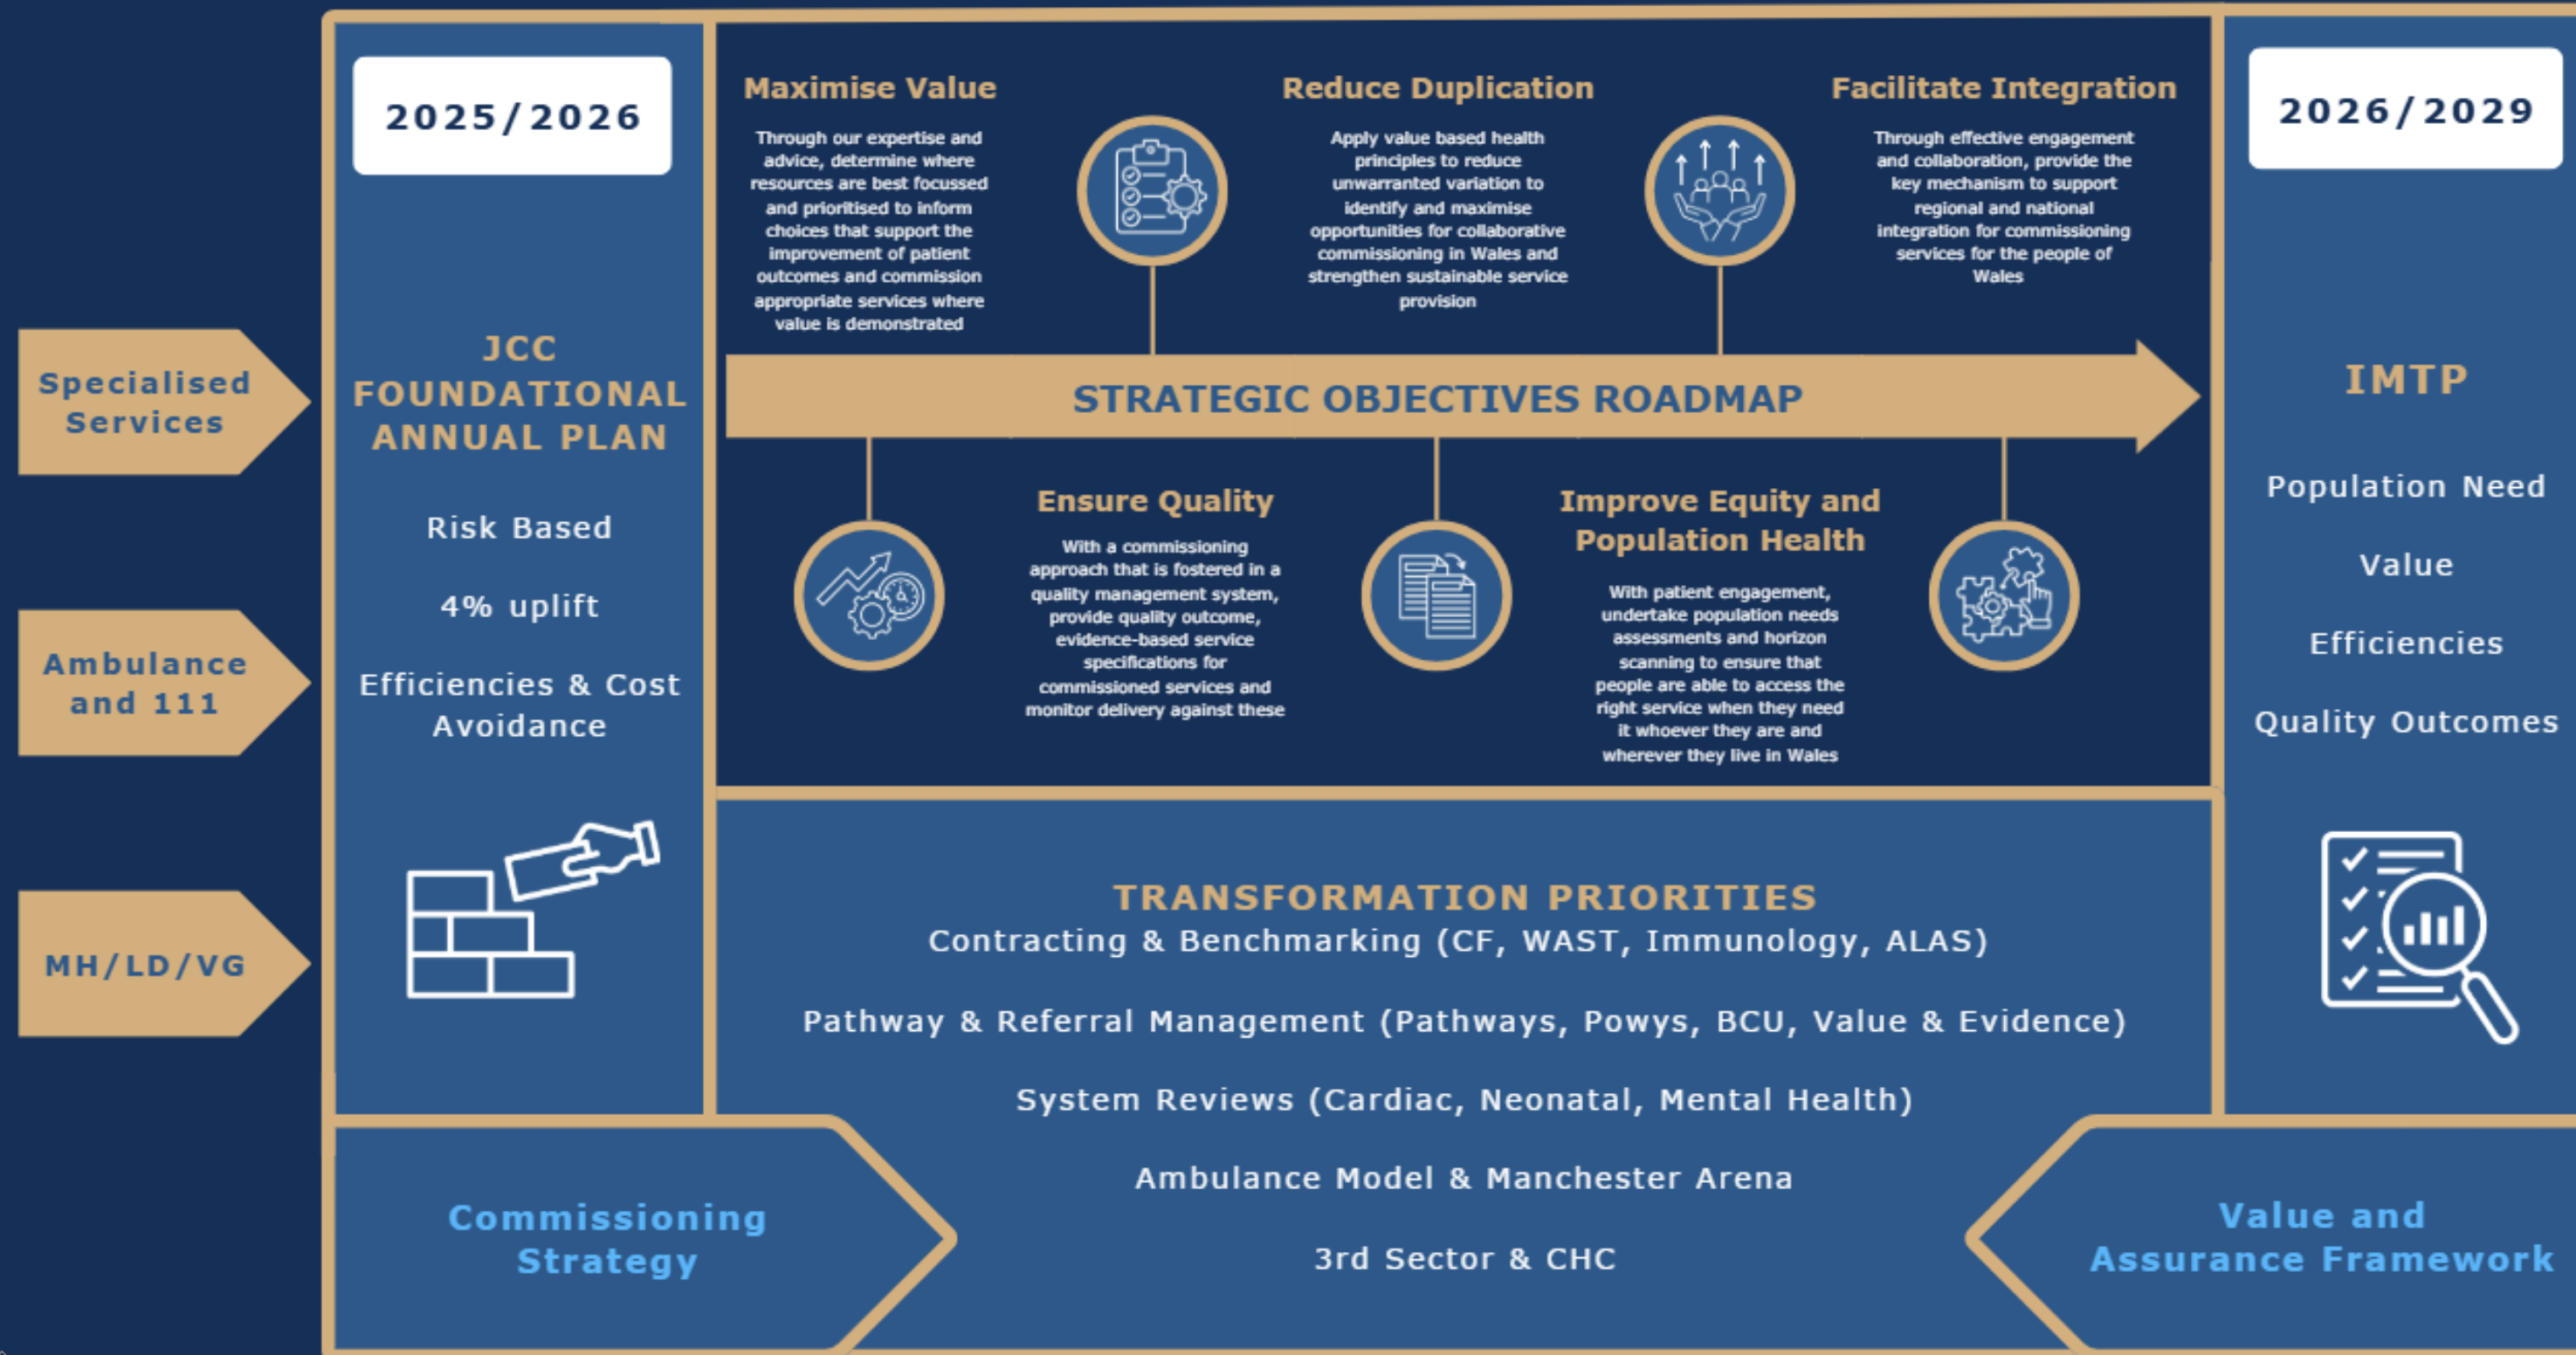 Specialised
Services
Ambulance
and 111
MH/LD/VG
2025/2026
JCC
FOUNDATIONAL
ANNUAL PLAN
Risk Based
4% uplift
Efficiencies & Cost
Avoidance
Maximise Value
Through our expertise and
advice, determine where
resources are best focussed
and prioritised to inform
choices that support the
improvement of patient
outcomes and commission
appropriate services where
value is demonstrated
Reduce Duplication
Apply value based health
principles to reduce
unwarranted variation to
identify and maximise
opportunities for collaborative
commissioning in Wales and
strengthen sustainable service
provision
Facilitate Integration
Through effective engagement
and collaboration, provide the
key mechanism to support
regional and national
integration for commissioning
services for the people of
Wales
STRATEGIC OBJECTIVES ROADMAP
Ensure Quality
With a commissioning
approach that is fostered in a
quality management system,
provide quality outcome,
evidence-based service
specifications for
commissioned services and
monitor delivery against these
Improve Equity and
Population Health
With patient engagement,
undertake population needs
assessments and horizon
scanning to ensure that
people are able to access the
right service when they need
it whoever they are and
wherever they live in Wales
2026/2029
IMTP
Population Need
Value
Efficiencies
Quality Outcomes
TRANSFORMATION PRIORITIES
Contracting & Benchmarking (CF, WAST, Immunology, ALAS)
Pathway & Referral Management (Pathways, Powys, BCU, Value & Evidence)
System Reviews (Cardiac, Neonatal, Mental Health)
Ambulance Model & Manchester Arena
3rd Sector & CHC
Commissioning
Strategy
Value and
Assurance Framework